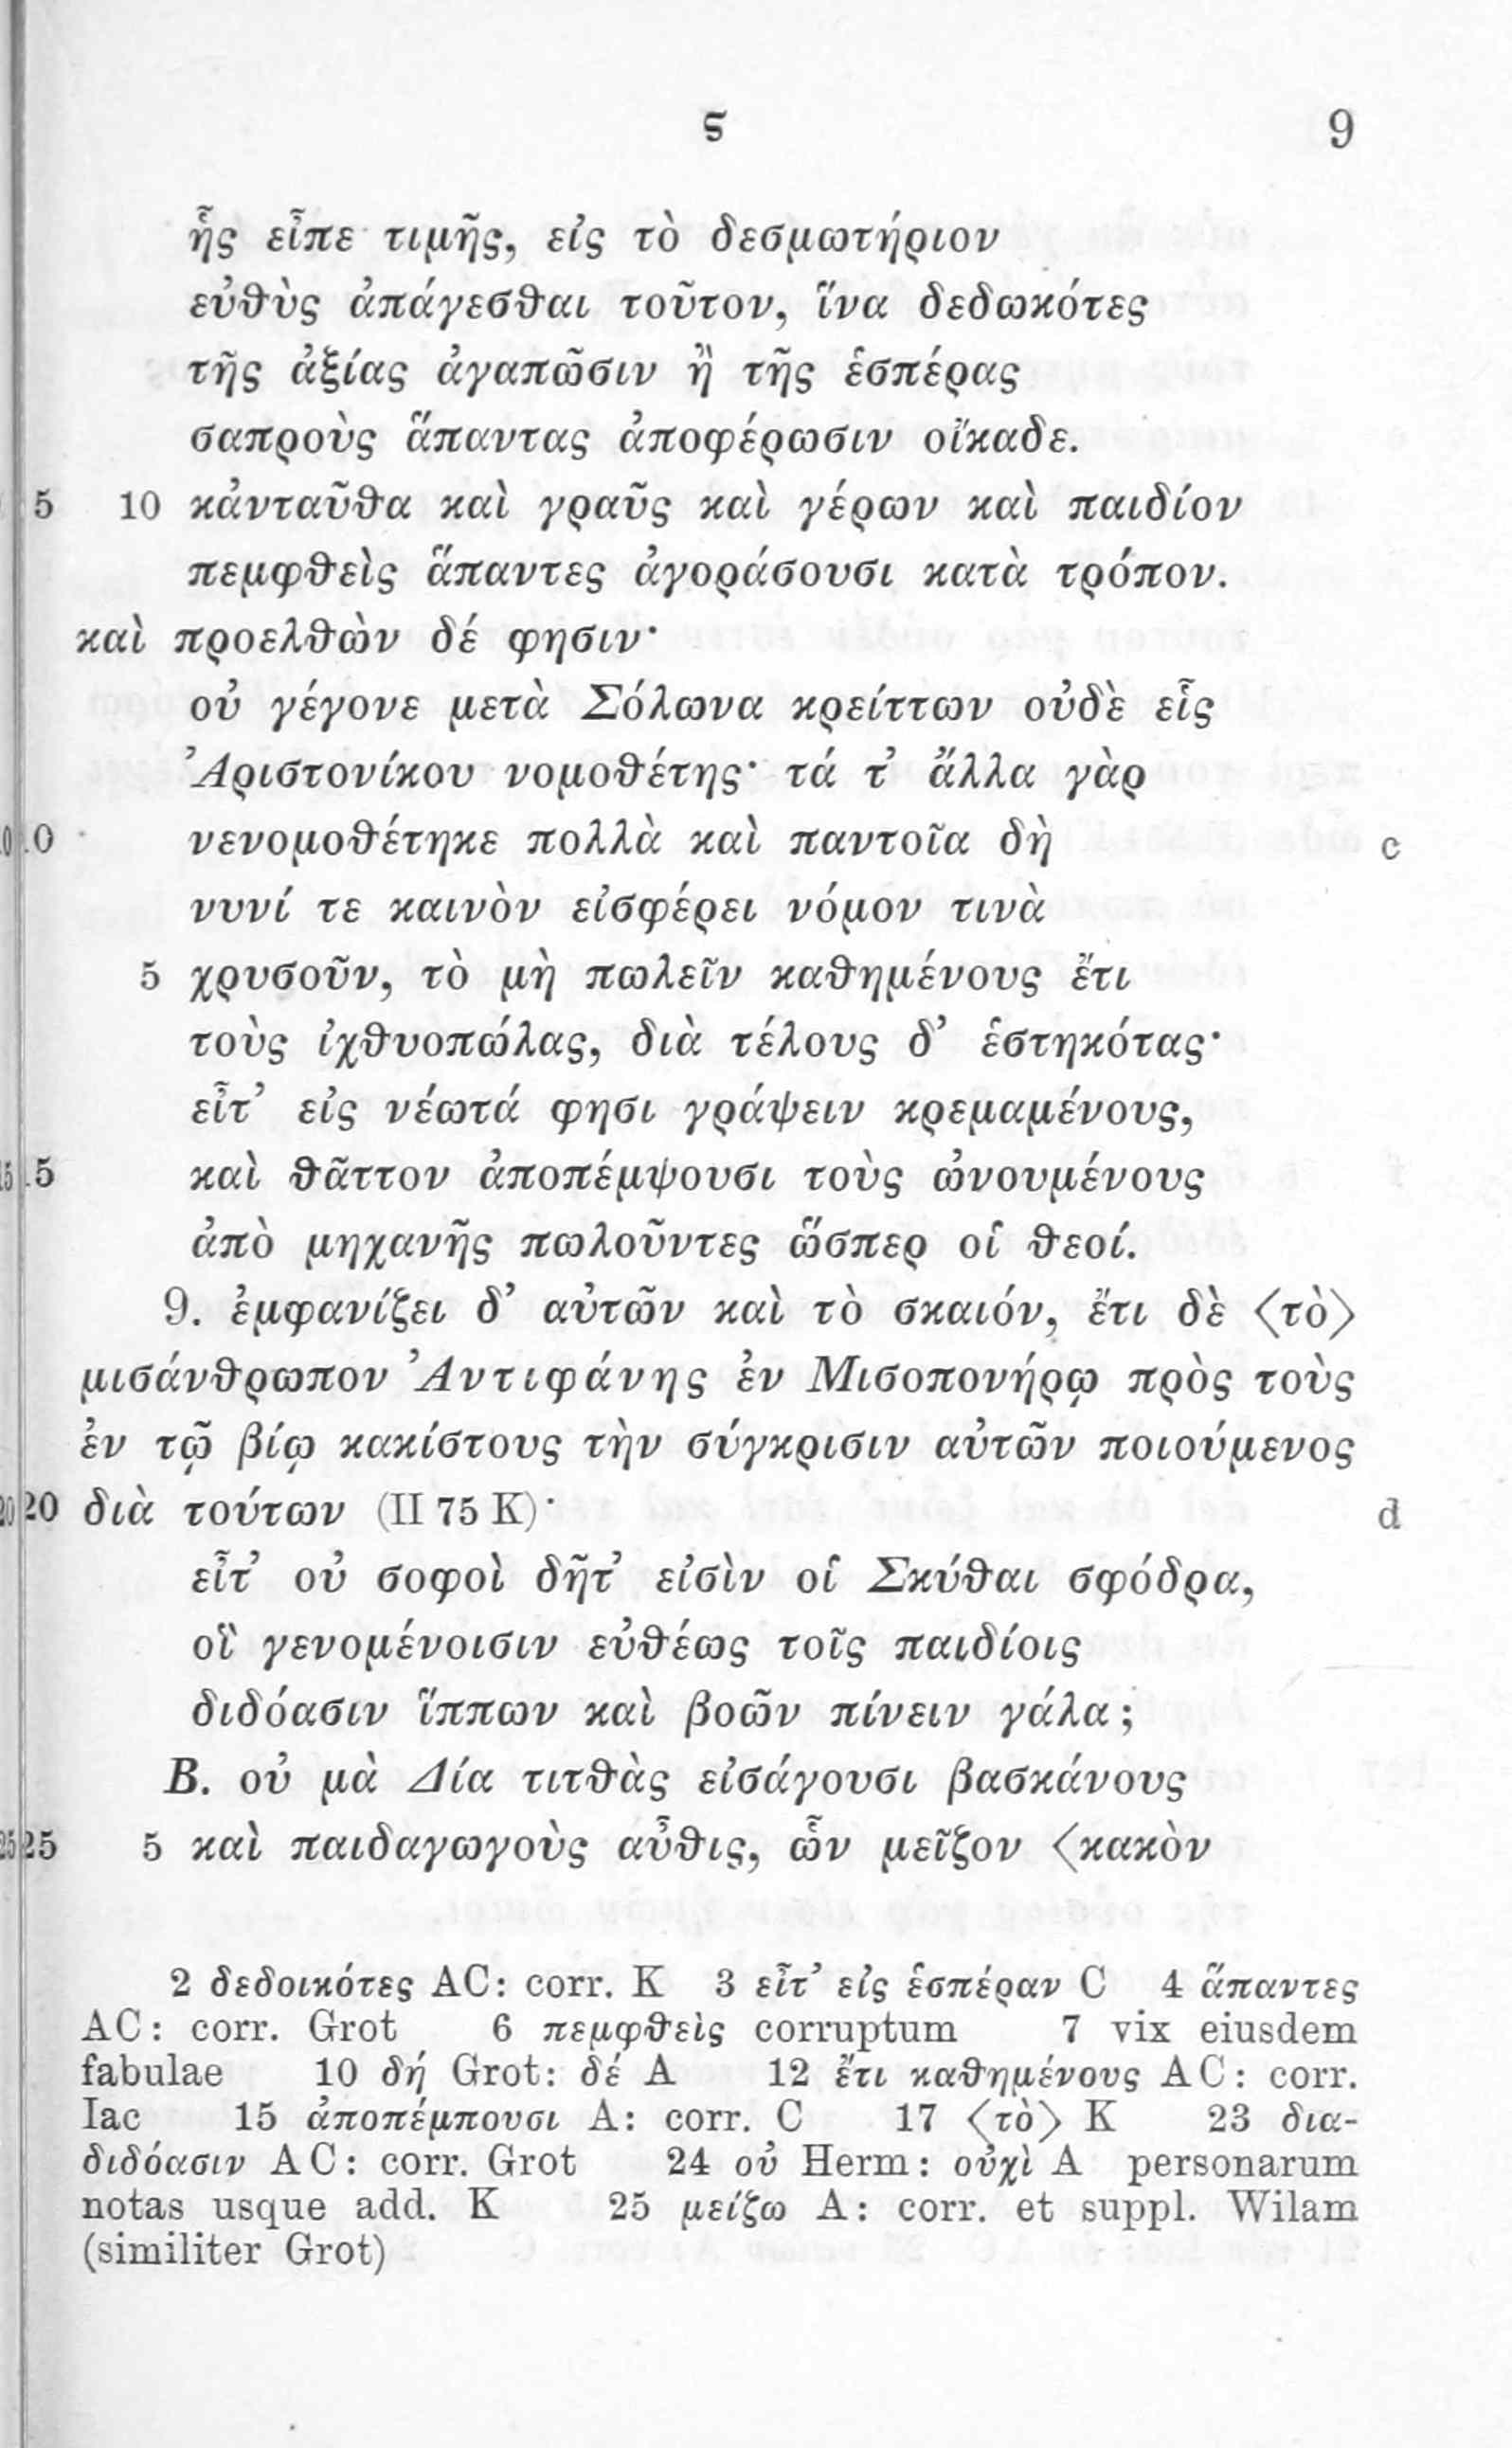 ϛ 9
ἧς εἶπε τιμῆς, εἰς τὸ δεσμωτήριον
εὐθὺς ἀπάγεσθαι τοῦτον, ἵνα δεδωκότες
τῆς ἀξίας ἀγαπῶσιν ἢ τῆς ἑσπέρας
σαπροὺς ἅπαντας ἀποφέρωσιν οἴκαδε.
5 10 κἀνταῦθα καὶ γραῦς καὶ γέρων καὶ παιδίον
πεμφθεὶς ἅπαντες ἀγοράσουσι κατὰ τρόπον.
καὶ προελθὼν δέ φησιν·
οὐ γέγονε μετὰ Σόλωνα κρείττων οὐδὲ εἷς
Ἀριστονίκου νομοθέτης· τά τ’ ἄλλα γὰρ
0 νενομοθέτηκε πολλὰ καὶ παντοῖα δὴ c
νυνί τε καινὸν εἰσφέρει νόμον τινὰ
5 χρυσοῦν, τὸ μὴ πωλεῖν καθημένους ἔτι
τοὺς ἰχθυοπώλας, διὰ τέλους δ’ ἑστηκότας·
εἶτ’ εἰς νέωτά φησι γράψειν κρεμαμένους,
5 καὶ θᾶττον ἀποπέμψουσι τοὺς ὠνουμένους
ἀπὸ μηχανῆς πωλοῦντες ὥσπερ οἱ θεοί.
9. ἐμφανίζει δ’ αὐτῶν καὶ τὸ σκαιόν, ἔτι δὲ ⟨τὸ⟩
μισάνθρωπον Ἀντιφάνης ἐν Μισοπονήρῳ πρὸς τοὺς
ἐν τῷ βίῳ κακίστους τὴν σύγκρισιν αὐτῶν ποιούμενος
20 διὰ τούτων (II 75 K)· d
εἶτ’ οὐ σοφοὶ δῆτ’ εἰσὶν οἱ Σκύθαι σφόδρα,
οἳ γενομένοισιν εὐθέως τοῖς παιδίοις
διδόασιν ἵππων καὶ βοῶν πίνειν γάλα;
B. οὐ μὰ Δία τιτθὰς εἰσάγουσι βασκάνους
25 5 καὶ παιδαγωγοὺς αὖθις, ὧν μεῖζον ⟨κακὸν
2 δεδοικότες AC: corr. K 3 εἶτ’ εἰς ἑσπέραν C 4 ἅπαντες
AC: corr. Grot 6 πεμφθεὶς corruptum 7 vix eiusdem
fabulae 10 δή Grot: δέ A 12 ἔτι καθημένους AC: corr.
Iac 15 ἀποπέμπουσι A: corr. C 17 ⟨τὸ⟩ K 23 δια-
διδόασιν AC: corr. Grot 24 οὐ Herm: οὐχὶ A personarum
notas usque add. K 25 μείζω A: corr. et suppl. Wilam
(similiter Grot)